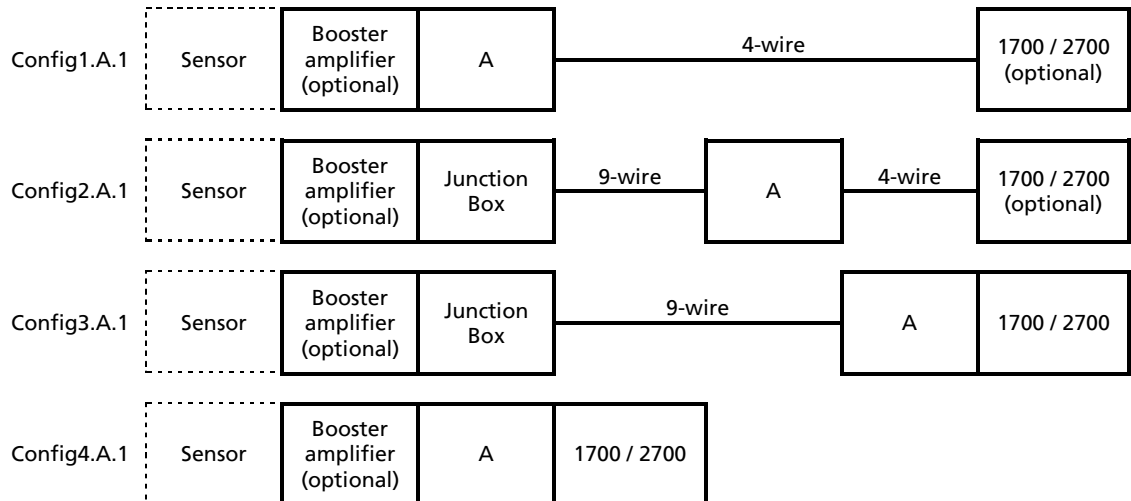 Config1.A.1
Sensor
Booster
amplifier
(optional)
A
4-wire
1700 / 2700
(optional)
Config2.A.1
Sensor
Booster
amplifier
(optional)
Junction
Box
9-wire
A
4-wire
1700 / 2700
(optional)
Config3.A.1
Sensor
Booster
amplifier
(optional)
Junction
Box
9-wire
A
1700 / 2700
Config4.A.1
Sensor
Booster
amplifier
(optional)
A
1700 / 2700